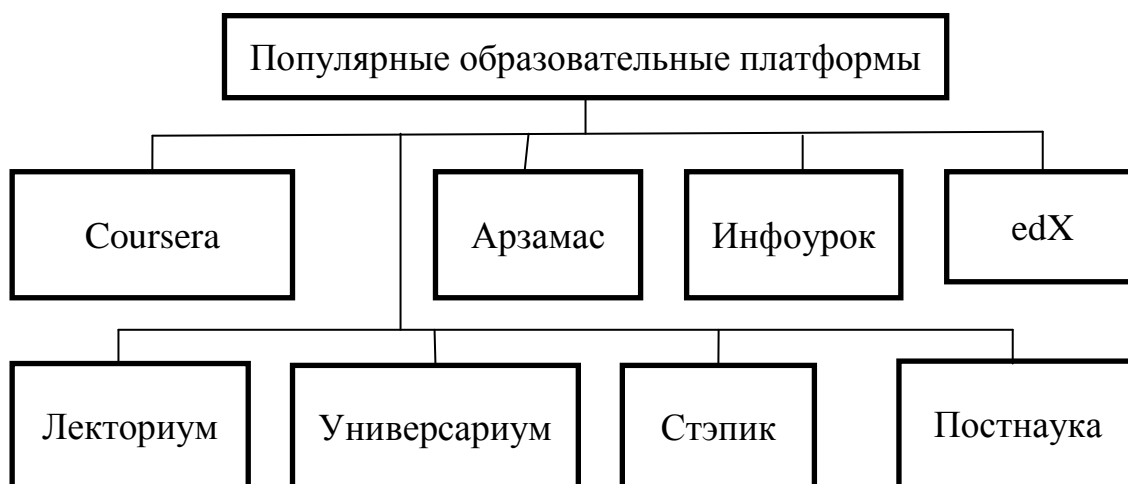 Популярные образовательные платформы
Coursera
Арзамас
Инфоурок
edX
Лекториум
Универсариум
Стэпик
Постнаука